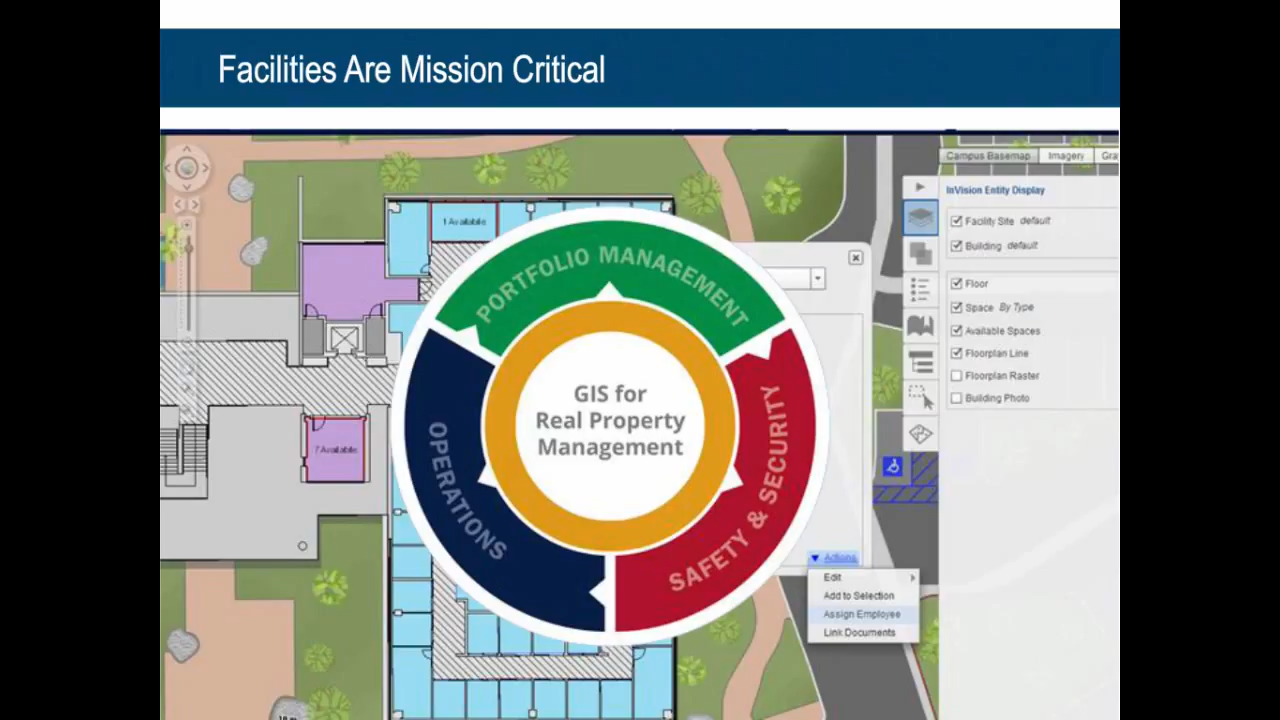 Facilities Are Mission Critical
Campus Basemap
Imagery
Gra
InVision Entity Display
Facility Site default
Building default
Floor
Space By Type
Available Spaces
Floorplan Line
Floorplan Raster
Building Photo
1 Available
7 Available
PORTFOLIO MANAGEMENT
GIS for
Real Property
Management
OPERATIONS
SAFETY & SECURITY
Actions
Edit
Add to Selection
Assign Employee
Link Documents